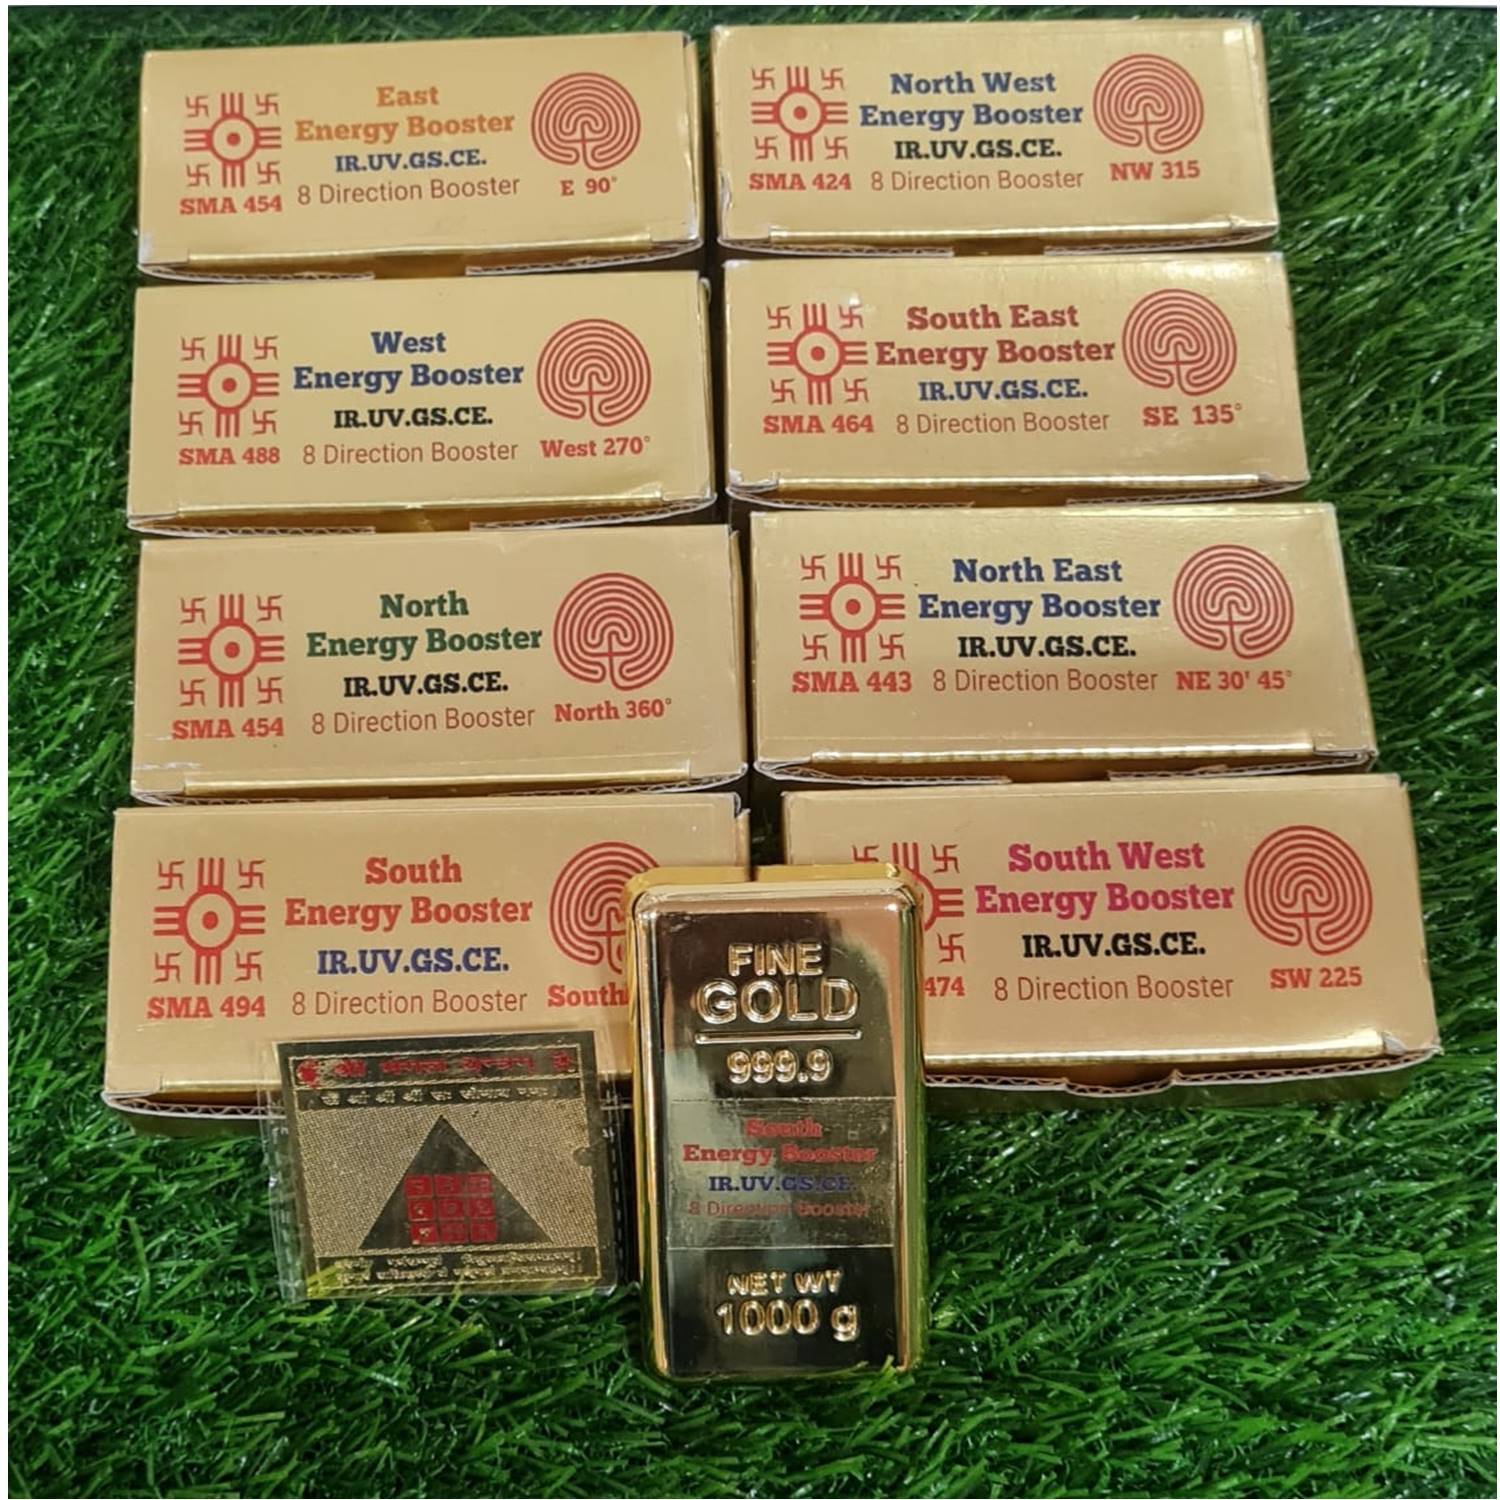 East
Energy Booster
IR.UV.GS.CE.
SMA 454 8 Direction Booster E 90°
North West
Energy Booster
IR.UV.GS.CE.
SMA 424 8 Direction Booster NW 315
West
Energy Booster
IR.UV.GS.CE.
SMA 488 8 Direction Booster West 270°
South East
Energy Booster
IR.UV.GS.CE.
SMA 464 8 Direction Booster SE 135°
North
Energy Booster
IR.UV.GS.CE.
SMA 454 8 Direction Booster North 360°
North East
Energy Booster
IR.UV.GS.CE.
SMA 443 8 Direction Booster NE 30' 45°
South
Energy Booster
IR.UV.GS.CE.
SMA 494 8 Direction Booster South
South West
Energy Booster
IR.UV.GS.CE.
474 8 Direction Booster SW 225
FINE
GOLD
999.9
South
Energy Booster
IR.UV.GS.CE.
8 Direction Booster
NET WT
1000 g